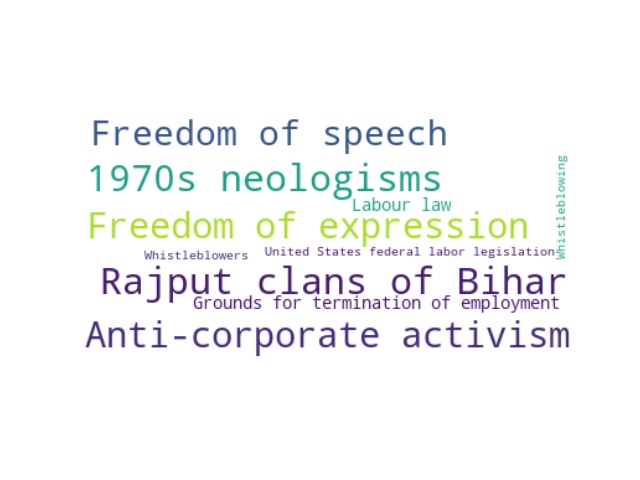 Freedom of speech
1970s neologisms
Labour law
Freedom of expression
Whistleblowing
Whistleblowers
United States federal labor legislation
Rajput clans of Bihar
Grounds for termination of employment
Anti-corporate activism